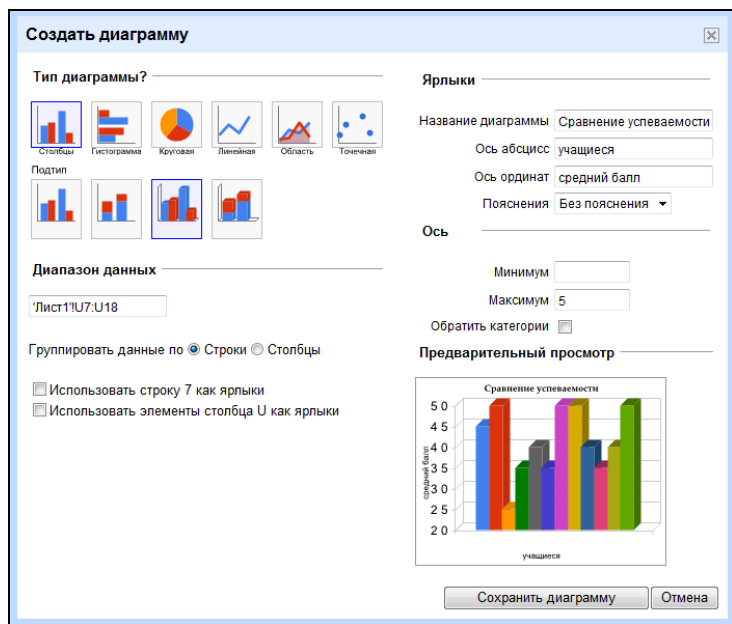 Создать диаграмму
Тип диаграммы?
Столбцы Гистограмма Круговая Линейная Область Точечная
Подтип
Диапазон данных
'Лист1'!U7:U18
Группировать данные по Строки Столбцы
Использовать строку 7 как ярлыки
Использовать элементы столбца U как ярлыки
Ярлыки
Название диаграммы Сравнение успеваемости
Ось абсцисс учащиеся
Ось ординат средний балл
Пояснения Без пояснения
Ось
Минимум
Максимум 5
Обратить категории
Предварительный просмотр
Сравнение успеваемости
средний балл
5 0
4 5
4 0
3 5
3 0
2 5
2 0
учащиеся
Сохранить диаграмму Отмена